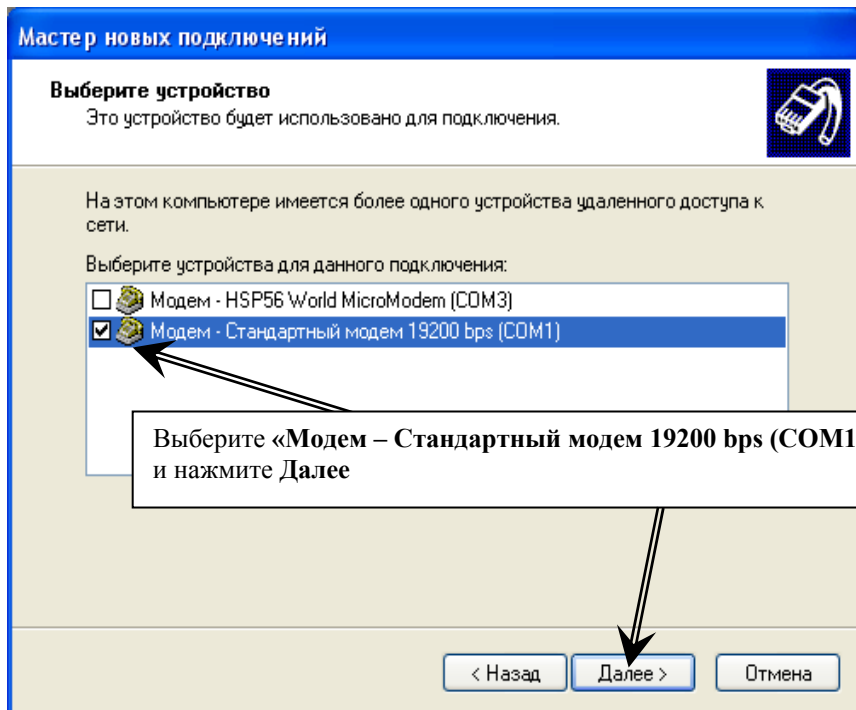 Мастер новых подключений
Выберите устройство
Это устройство будет использовано для подключения.
На этом компьютере имеется более одного устройства удаленного доступа к
сети.
Выберите устройства для данного подключения:
Модем - HSP56 World MicroModem (COM3)
Модем - Стандартный модем 19200 bps (COM1)
Выберите «Модем – Стандартный модем 19200 bps (COM1
и нажмите Далее
< Назад
Далее >
Отмена